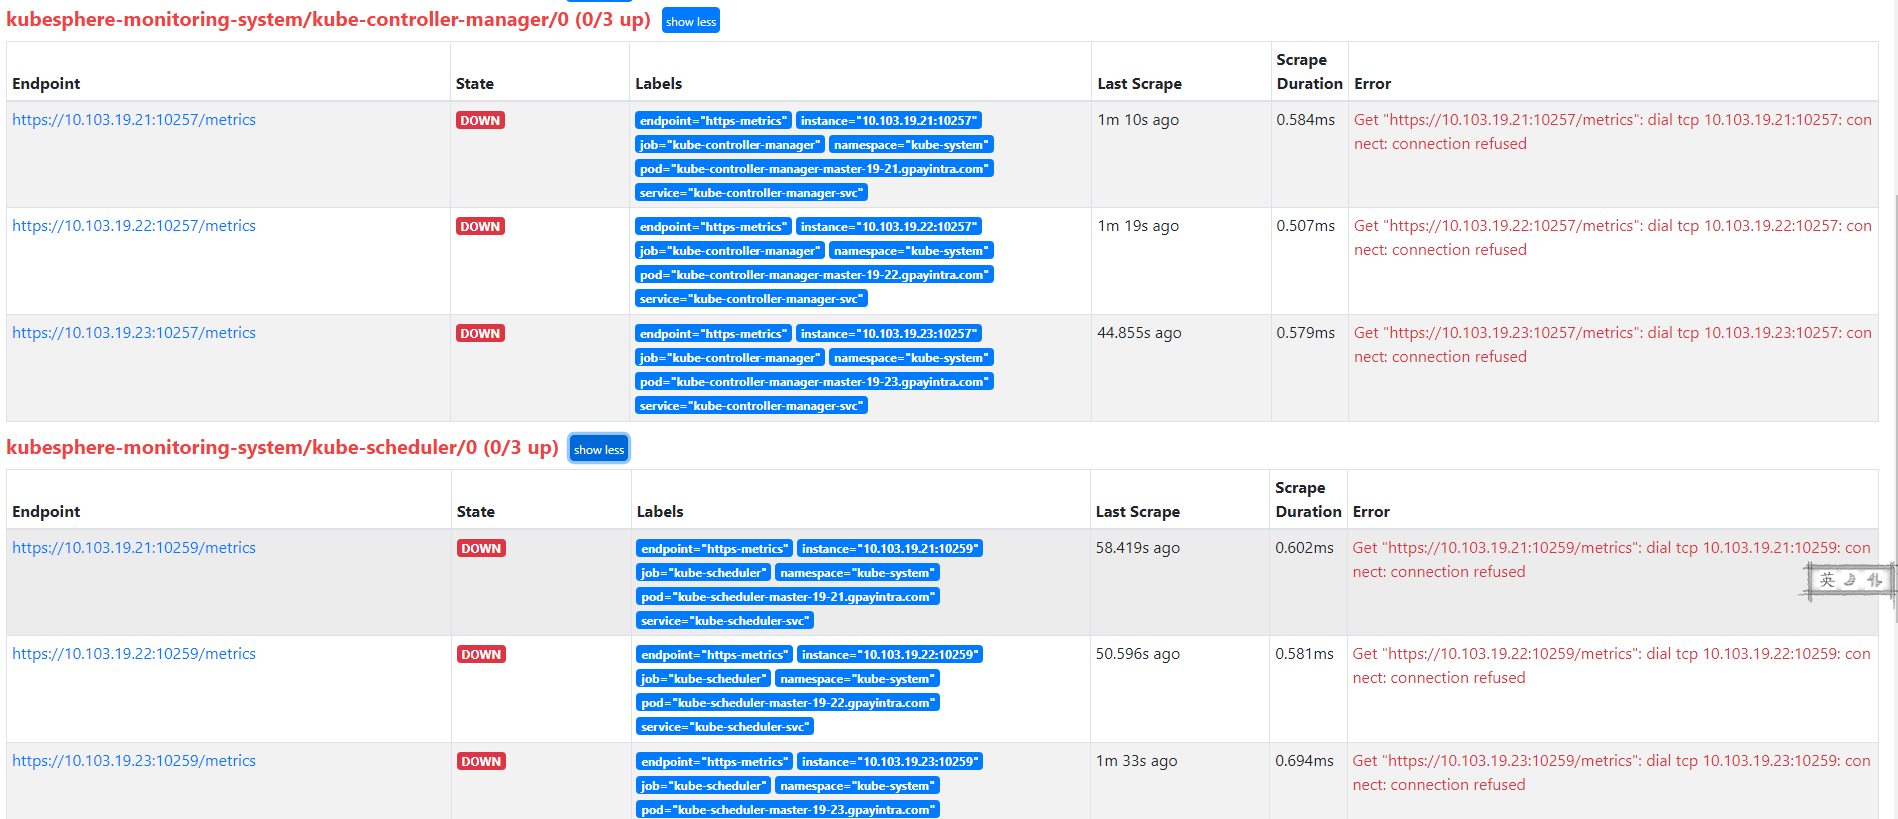 kubesphere-monitoring-system/kube-controller-manager/0 (0/3 up) show less
Endpoint State Labels Last Scrape Scrape Duration Error
https://10.103.19.21:10257/metrics DOWN endpoint="https-metrics" instance="10.103.19.21:10257" 1m 10s ago 0.584ms Get "https://10.103.19.21:10257/metrics": dial tcp 10.103.19.21:10257: con
job="kube-controller-manager" namespace="kube-system" nect: connection refused
pod="kube-controller-manager-master-19-21.gpayintra.com"
service="kube-controller-manager-svc"
https://10.103.19.22:10257/metrics DOWN endpoint="https-metrics" instance="10.103.19.22:10257" 1m 19s ago 0.507ms Get "https://10.103.19.22:10257/metrics": dial tcp 10.103.19.22:10257: con
job="kube-controller-manager" namespace="kube-system" nect: connection refused
pod="kube-controller-manager-master-19-22.gpayintra.com"
service="kube-controller-manager-svc"
https://10.103.19.23:10257/metrics DOWN endpoint="https-metrics" instance="10.103.19.23:10257" 44.855s ago 0.579ms Get "https://10.103.19.23:10257/metrics": dial tcp 10.103.19.23:10257: con
job="kube-controller-manager" namespace="kube-system" nect: connection refused
pod="kube-controller-manager-master-19-23.gpayintra.com"
service="kube-controller-manager-svc"
kubesphere-monitoring-system/kube-scheduler/0 (0/3 up) show less
Endpoint State Labels Last Scrape Scrape Duration Error
https://10.103.19.21:10259/metrics DOWN endpoint="https-metrics" instance="10.103.19.21:10259" 58.419s ago 0.602ms Get "https://10.103.19.21:10259/metrics": dial tcp 10.103.19.21:10259: con
job="kube-scheduler" namespace="kube-system" nect: connection refused
英
pod="kube-scheduler-master-19-21.gpayintra.com"
service="kube-scheduler-svc"
https://10.103.19.22:10259/metrics DOWN endpoint="https-metrics" instance="10.103.19.22:10259" 50.596s ago 0.581ms Get "https://10.103.19.22:10259/metrics": dial tcp 10.103.19.22:10259: con
job="kube-scheduler" namespace="kube-system" nect: connection refused
pod="kube-scheduler-master-19-22.gpayintra.com"
service="kube-scheduler-svc"
https://10.103.19.23:10259/metrics DOWN endpoint="https-metrics" instance="10.103.19.23:10259" 1m 33s ago 0.694ms Get "https://10.103.19.23:10259/metrics": dial tcp 10.103.19.23:10259: con
job="kube-scheduler" namespace="kube-system" nect: connection refused
pod="kube-scheduler-master-19-23.gpayintra.com"